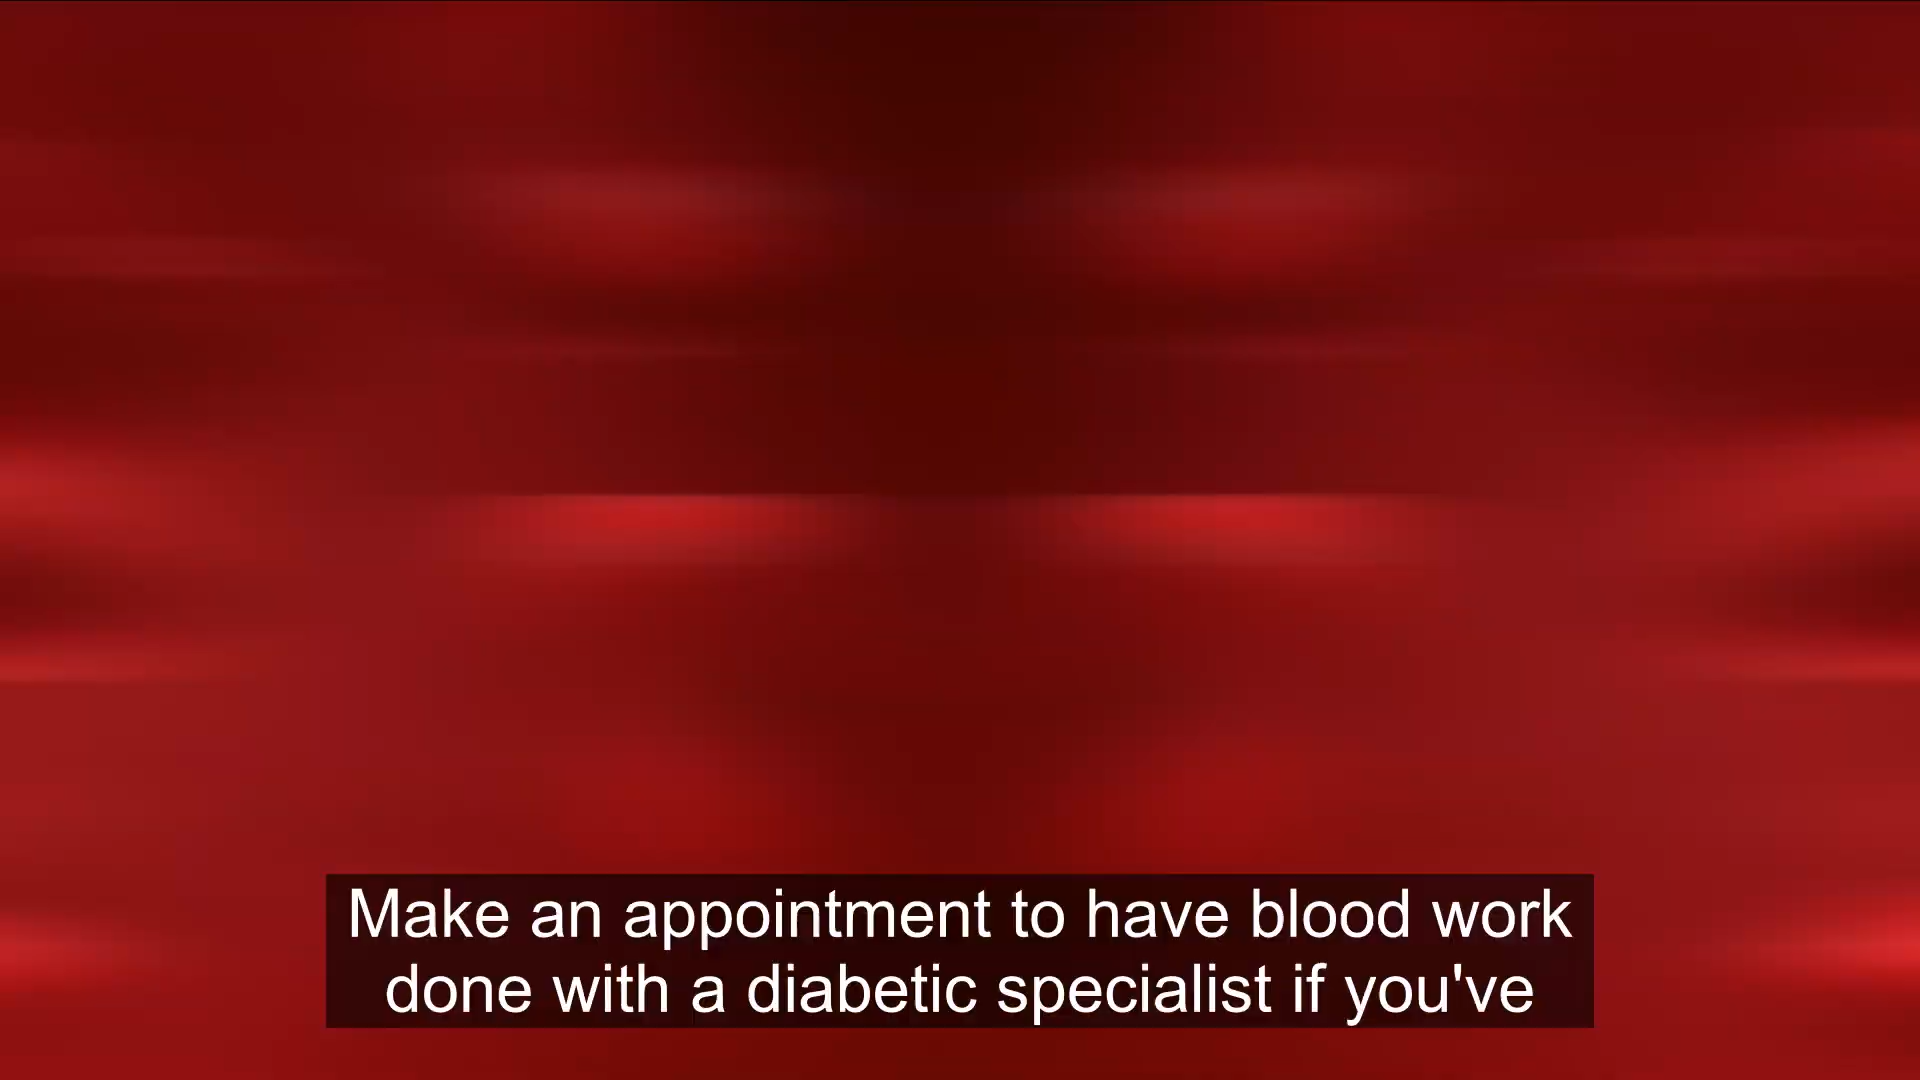 Make an appointment to have blood work
done with a diabetic specialist if you've